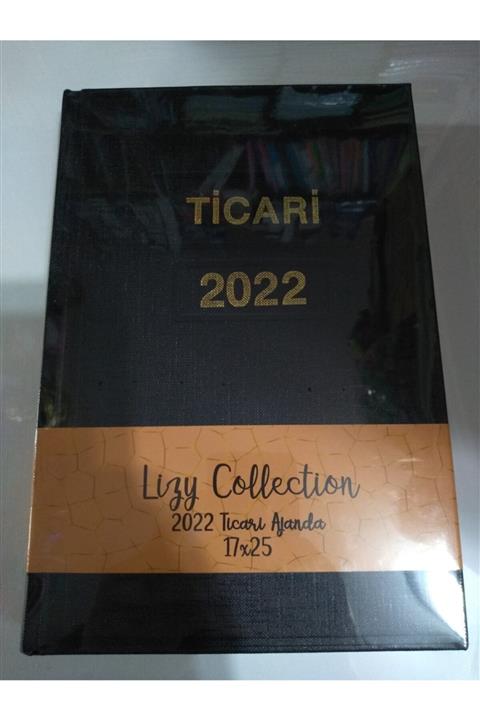 TİCARİ
2022
Lizy Collection
2022 Ticari Ajanda
17x25